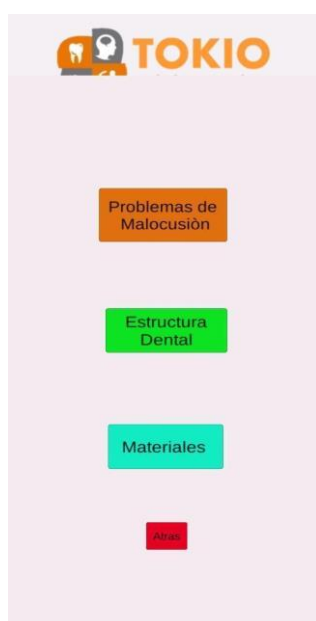 TOKIO
Problemas de
Malocusiòn
Estructura
Dental
Materiales
Atras